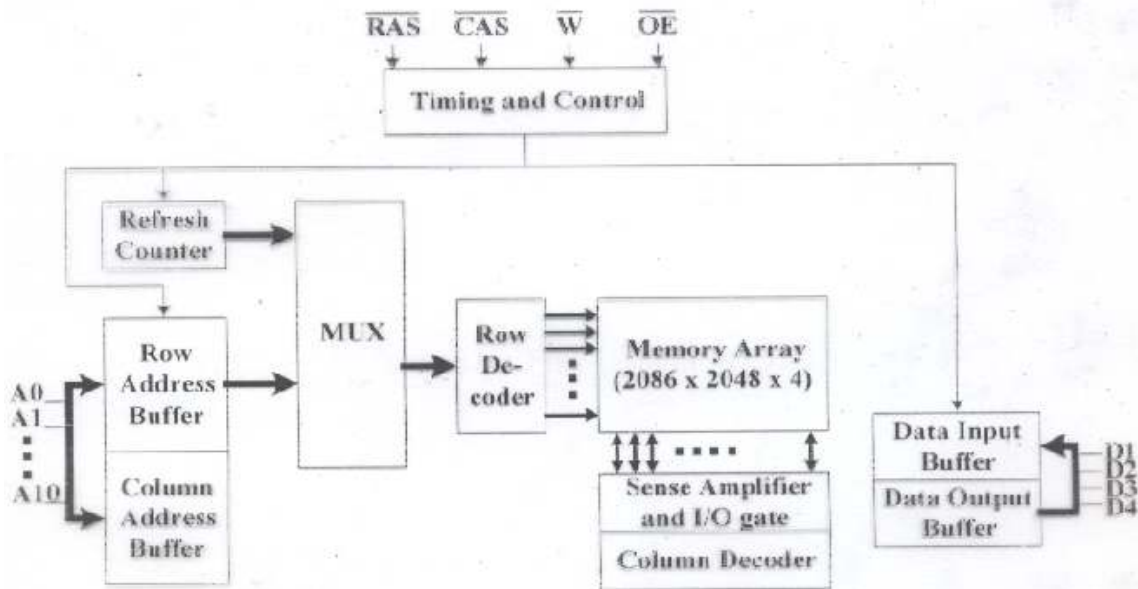 RAS CAS W OE
Timing and Control
Refresh
Counter
MUX
Row
Address
Buffer
Column
Address
Buffer
A0
A1
A10
Row
De-
coder
Memory Array
(2086 x 2048 x 4)
Sense Amplifier
and I/O gate
Column Decoder
Data Input
Buffer
Data Output
Buffer
D1
D2
D3
D4